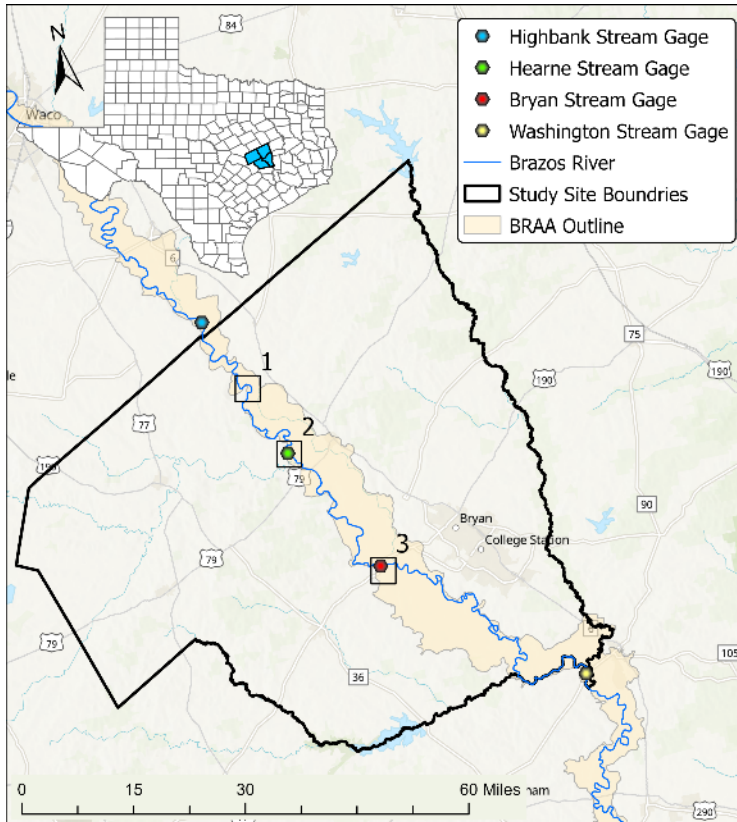 N
84
Waco
6
Highbank Stream Gage
Hearne Stream Gage
Bryan Stream Gage
Washington Stream Gage
Brazos River
Study Site Boundries
BRAA Outline
75
190
190
1
77
2
79
190
90
Bryan
College Station
3
79
79
36
105
0 15 30 60 Miles
ham
290